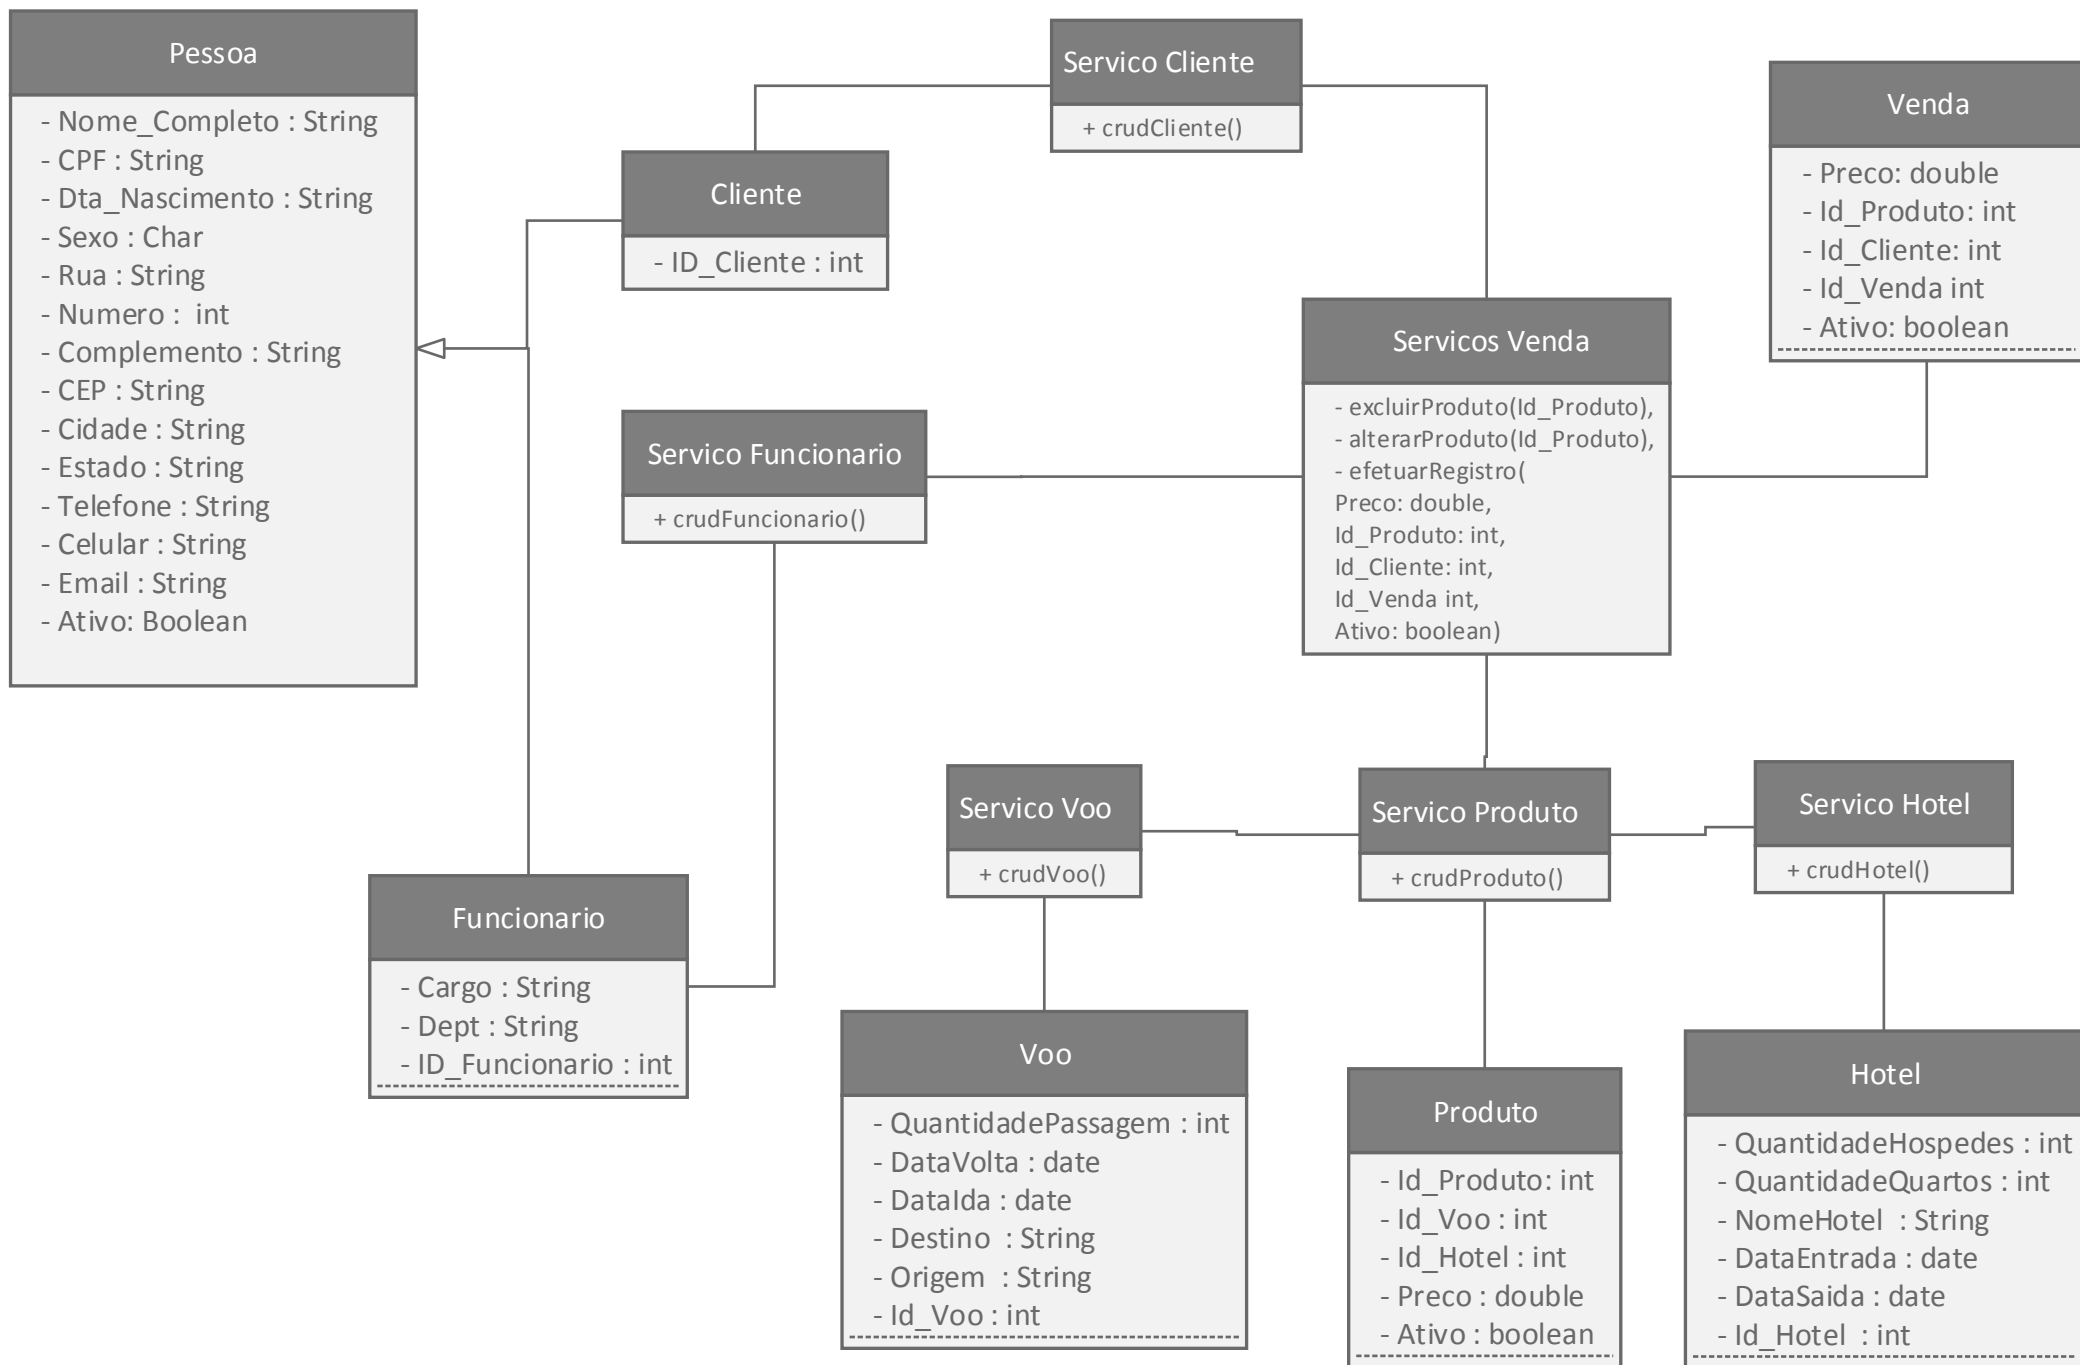 Pessoa
- Nome_Completo : String
- CPF : String
- Dta_Nascimento : String
- Sexo : Char
- Rua : String
- Numero :  int
- Complemento : String
- CEP : String
- Cidade : String
- Estado : String
- Telefone : String
- Celular : String
- Email : String
- Ativo: Boolean
Cliente
- ID_Cliente : int
Servico Cliente
+ crudCliente()
Venda
- Preco: double
- Id_Produto: int
- Id_Cliente: int
- Id_Venda int
- Ativo: boolean
Servicos Venda
- excluirProduto(Id_Produto),
- alterarProduto(Id_Produto),
- efetuarRegistro(
Preco: double,
Id_Produto: int,
Id_Cliente: int,
Id_Venda int,
Ativo: boolean)
Servico Funcionario
+ crudFuncionario()
Funcionario
- Cargo : String
- Dept : String
- ID_Funcionario : int
Servico Voo
+ crudVoo()
Servico Produto
+ crudProduto()
Servico Hotel
+ crudHotel()
Voo
- QuantidadePassagem : int
- DataVolta : date
- DataIda : date
- Destino  : String
- Origem  : String
- Id_Voo : int
Produto
- Id_Produto: int
- Id_Voo : int
- Id_Hotel : int
- Preco : double
- Ativo : boolean
Hotel
- QuantidadeHospedes : int
- QuantidadeQuartos : int
- NomeHotel  : String
- DataEntrada : date
- DataSaida : date
- Id_Hotel  : int